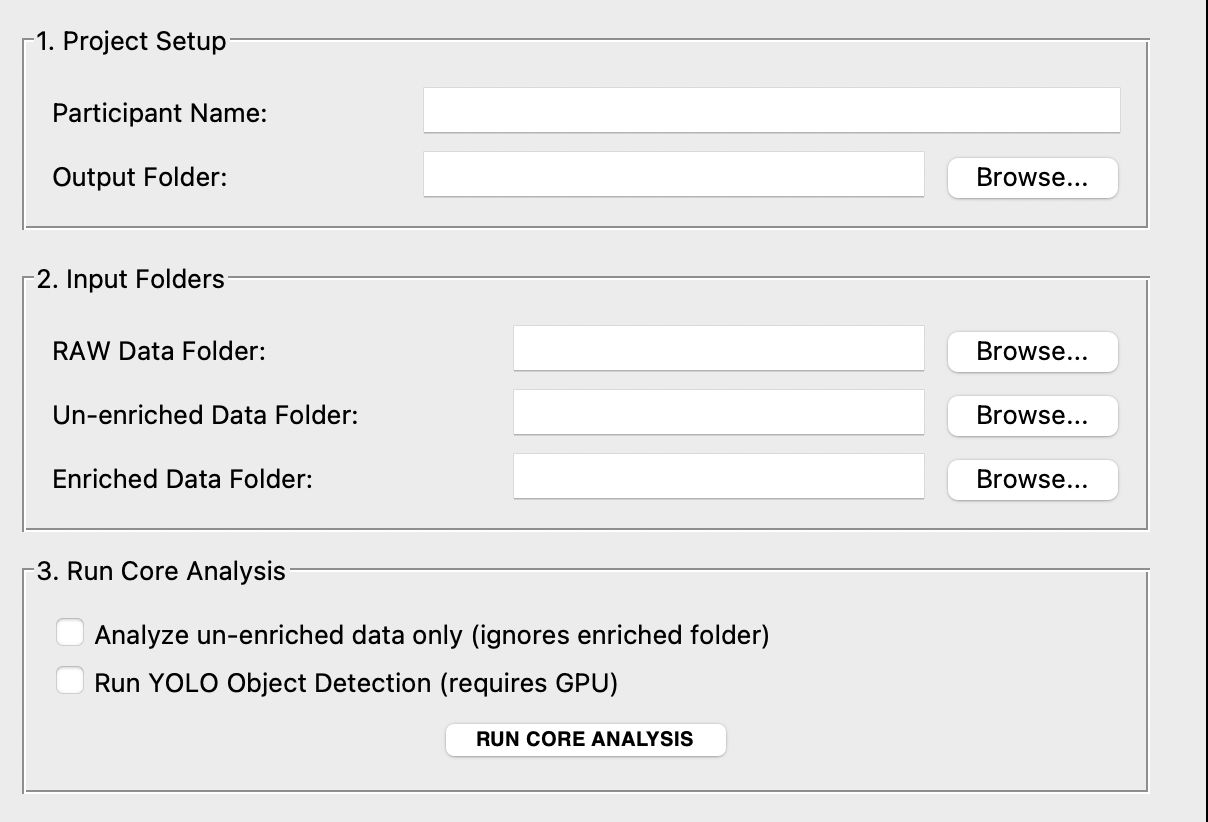 1. Project Setup
Participant Name:
Output Folder: Browse...
2. Input Folders
RAW Data Folder: Browse...
Un-enriched Data Folder: Browse...
Enriched Data Folder: Browse...
3. Run Core Analysis
Analyze un-enriched data only (ignores enriched folder)
Run YOLO Object Detection (requires GPU)
RUN CORE ANALYSIS